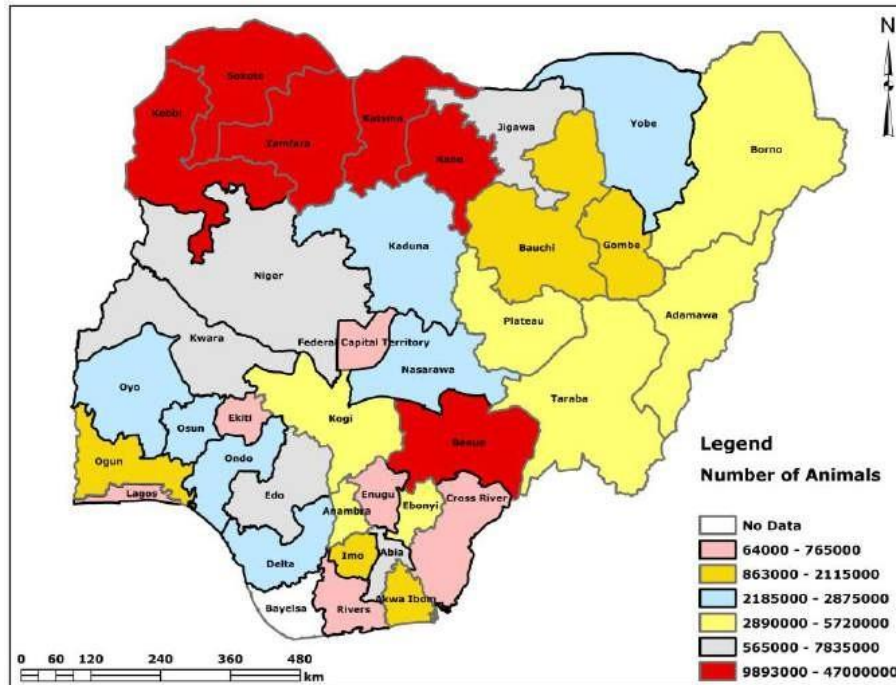 N
Sokoto
Kebbi
Zamfara
Katsina
Kano
Jigawa
Yobe
Borno
Kaduna
Bauchi
Gombe
Niger
Adamawa
Plateau
Kwara
Federal Capital Territory
Nasarawa
Taraba
Oyo
Osun
Ekiti
Kogi
Benue
Ogun
Ondo
Lagos
Edo
Enugu
Cross River
Anambra
Ebonyi
Delta
Imo
Abia
Bayelsa
Rivers
Akwa Ibom
Legend
Number of Animals
No Data
64000 - 765000
863000 - 2115000
2185000 - 2875000
2890000 - 5720000
565000 - 7835000
9893000 - 47000000
0 30 60 120 240 360 480
km